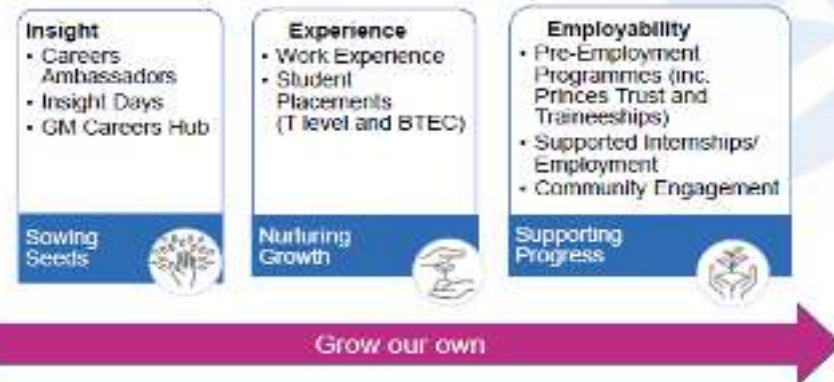 Insight
• Careers
Ambassadors
• Insight Days
• GM Careers Hub
Sowing
Seeds
Experience
• Work Experience
• Student
Placements
(T level and BTEC)
Nurturing
Growth
Employability
• Pre-Employment
Programmes (inc.
Princes Trust and
Traineeships)
• Supported Internships/
Employment
• Community Engagement
Supporting
Progress
Grow our own